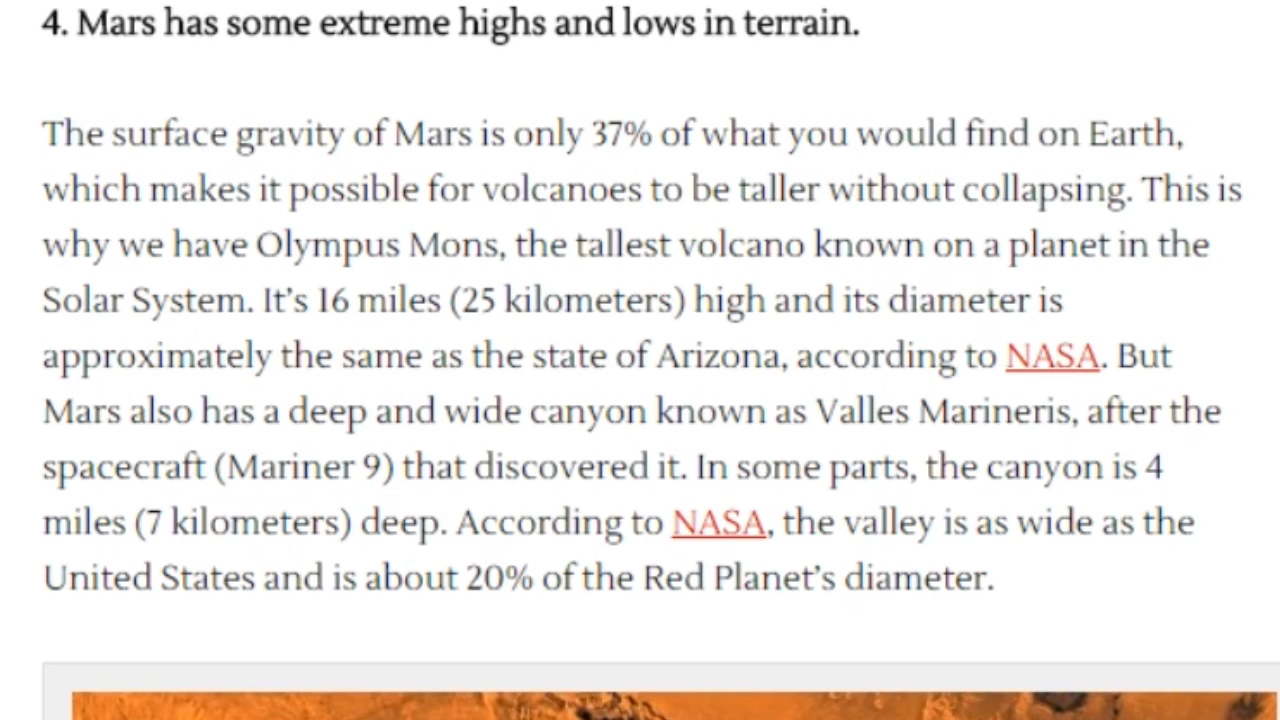 4. Mars has some extreme highs and lows in terrain.
The surface gravity of Mars is only 37% of what you would find on Earth,
which makes it possible for volcanoes to be taller without collapsing. This is
why we have Olympus Mons, the tallest volcano known on a planet in the
Solar System. It’s 16 miles (25 kilometers) high and its diameter is
approximately the same as the state of Arizona, according to NASA. But
Mars also has a deep and wide canyon known as Valles Marineris, after the
spacecraft (Mariner 9) that discovered it. In some parts, the canyon is 4
miles (7 kilometers) deep. According to NASA, the valley is as wide as the
United States and is about 20% of the Red Planet’s diameter.